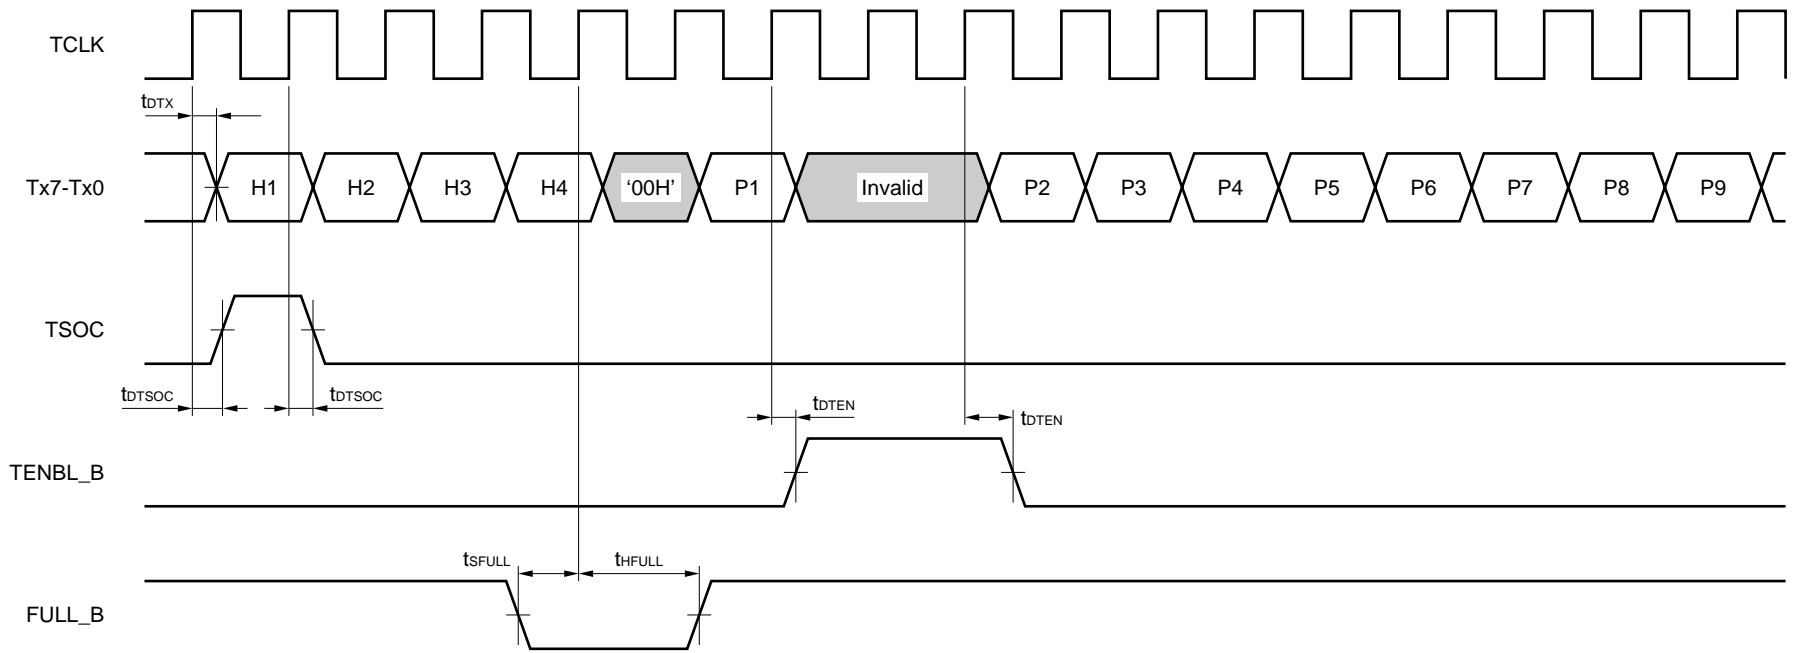 TCLK
tDTX
Tx7-Tx0 H1 H2 H3 H4 ‘00H’ P1 Invalid P2 P3 P4 P5 P6 P7 P8 P9
TSOC
tDTSOC tDTSOC
tDTEN tDTEN
TENBL_B
tSFULL tHFULL
FULL_B